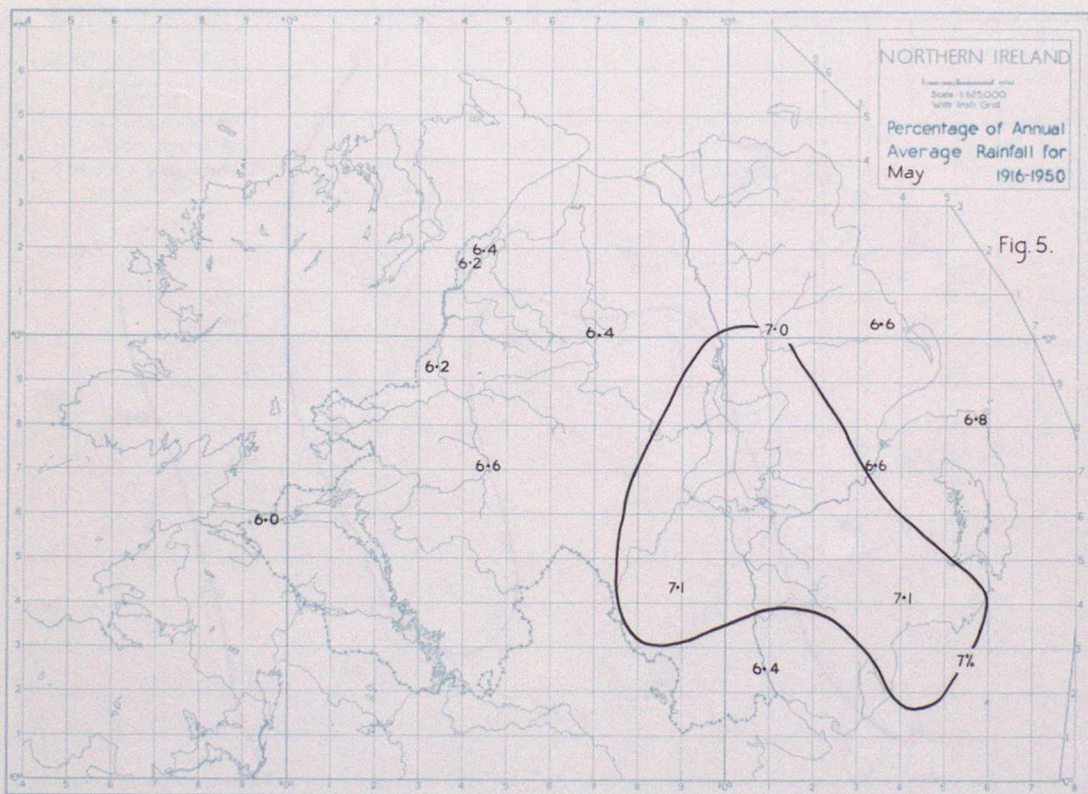 NORTHERN IRELAND
miles
Scale 1:625,000
With Irish Grid
Percentage of Annual
Average Rainfall for
May 1916-1950
Fig.5.
6.4
6.2
6.4
7.0
6.6
6.2
6.8
6.6
6.6
6.0
7.1
7.1
6.4
7%